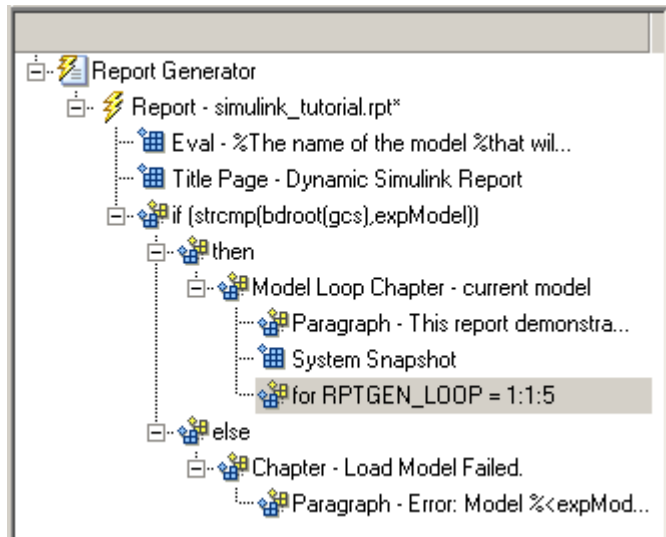 Report Generator
Report - simulink_tutorial.rpt*
Eval - %The name of the model %that wil...
Title Page - Dynamic Simulink Report
if (strcmp(bdroot(gcs),expModel))
then
Model Loop Chapter - current model
Paragraph - This report demonstra...
System Snapshot
for RPTGEN_LOOP = 1:1:5
else
Chapter - Load Model Failed.
Paragraph - Error: Model %<expMod...